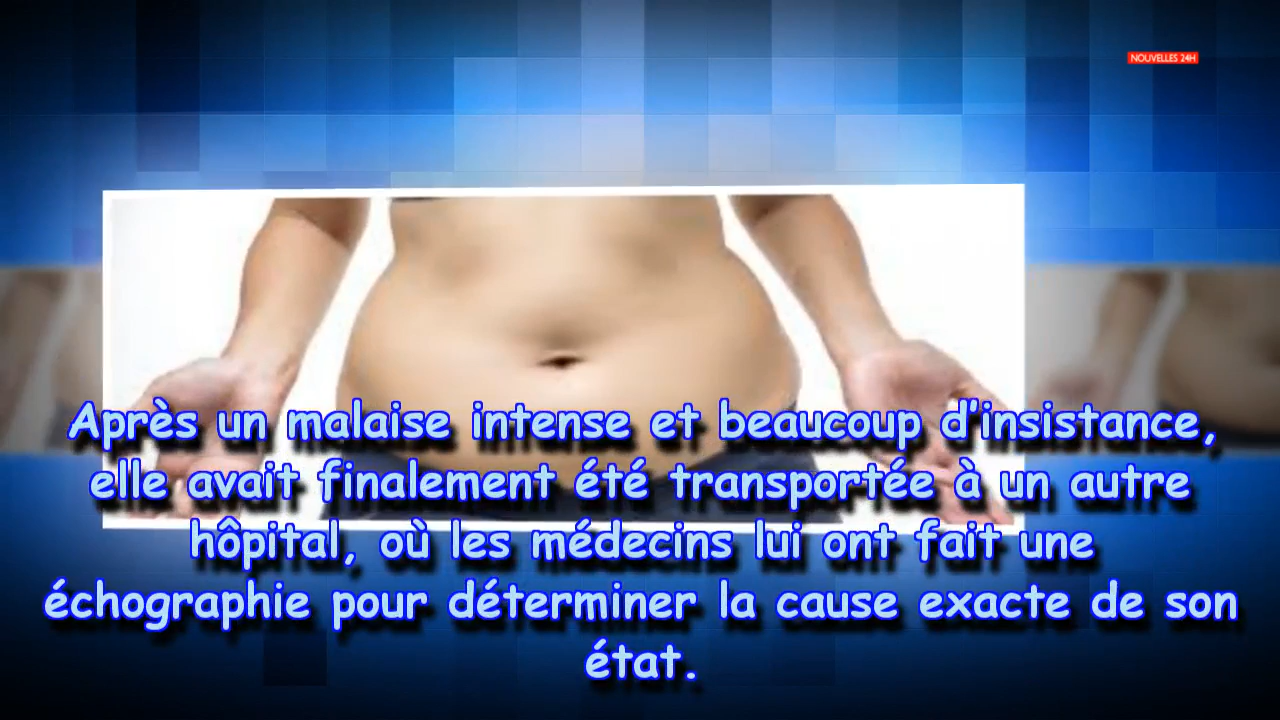 NOUVELLES 24H
Après un malaise intense et beaucoup d'insistance,
elle avait finalement été transportée à un autre
hôpital, où les médecins lui ont fait une
échographie pour déterminer la cause exacte de son
état.